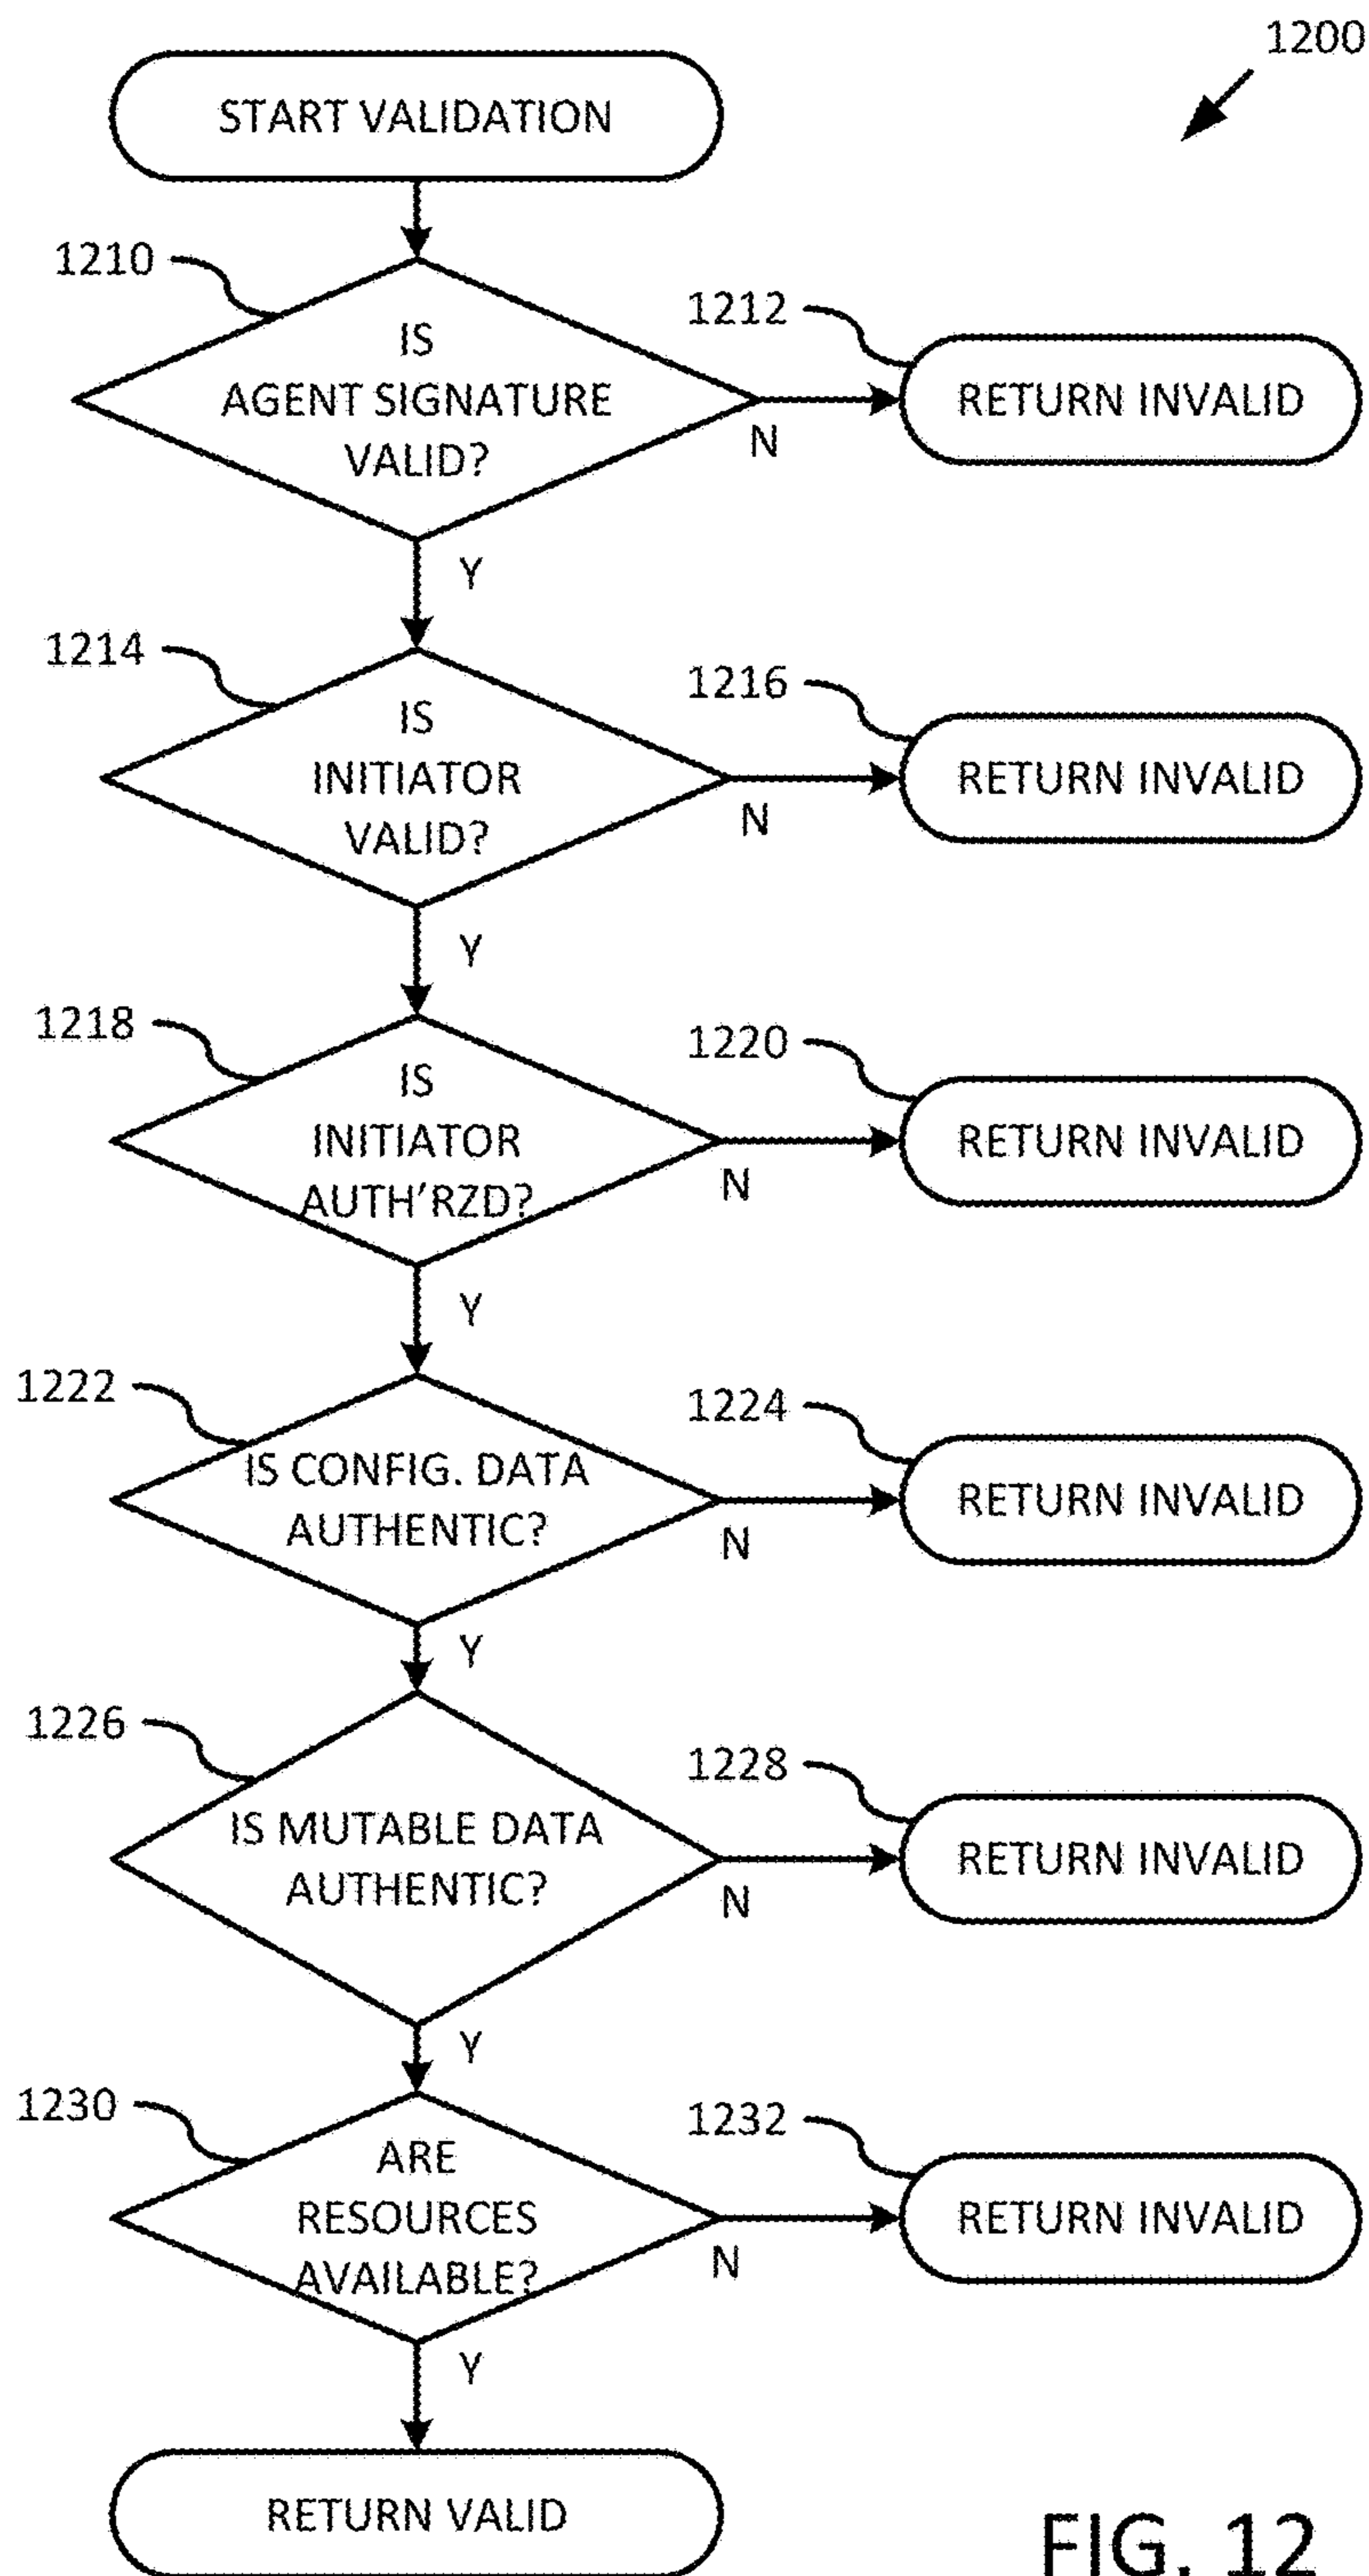 1200
START VALIDATION
1210
IS
AGENT SIGNATURE
VALID?
1212
RETURN INVALID
N
Y
1214
IS
INITIATOR
VALID?
1216
RETURN INVALID
N
Y
1218
IS
INITIATOR
AUTH'RZD?
1220
RETURN INVALID
N
Y
1222
IS CONFIG. DATA
AUTHENTIC?
1224
RETURN INVALID
N
Y
1226
IS MUTABLE DATA
AUTHENTIC?
1228
RETURN INVALID
N
Y
1230
ARE
RESOURCES
AVAILABLE?
1232
RETURN INVALID
N
Y
RETURN VALID
FIG. 12